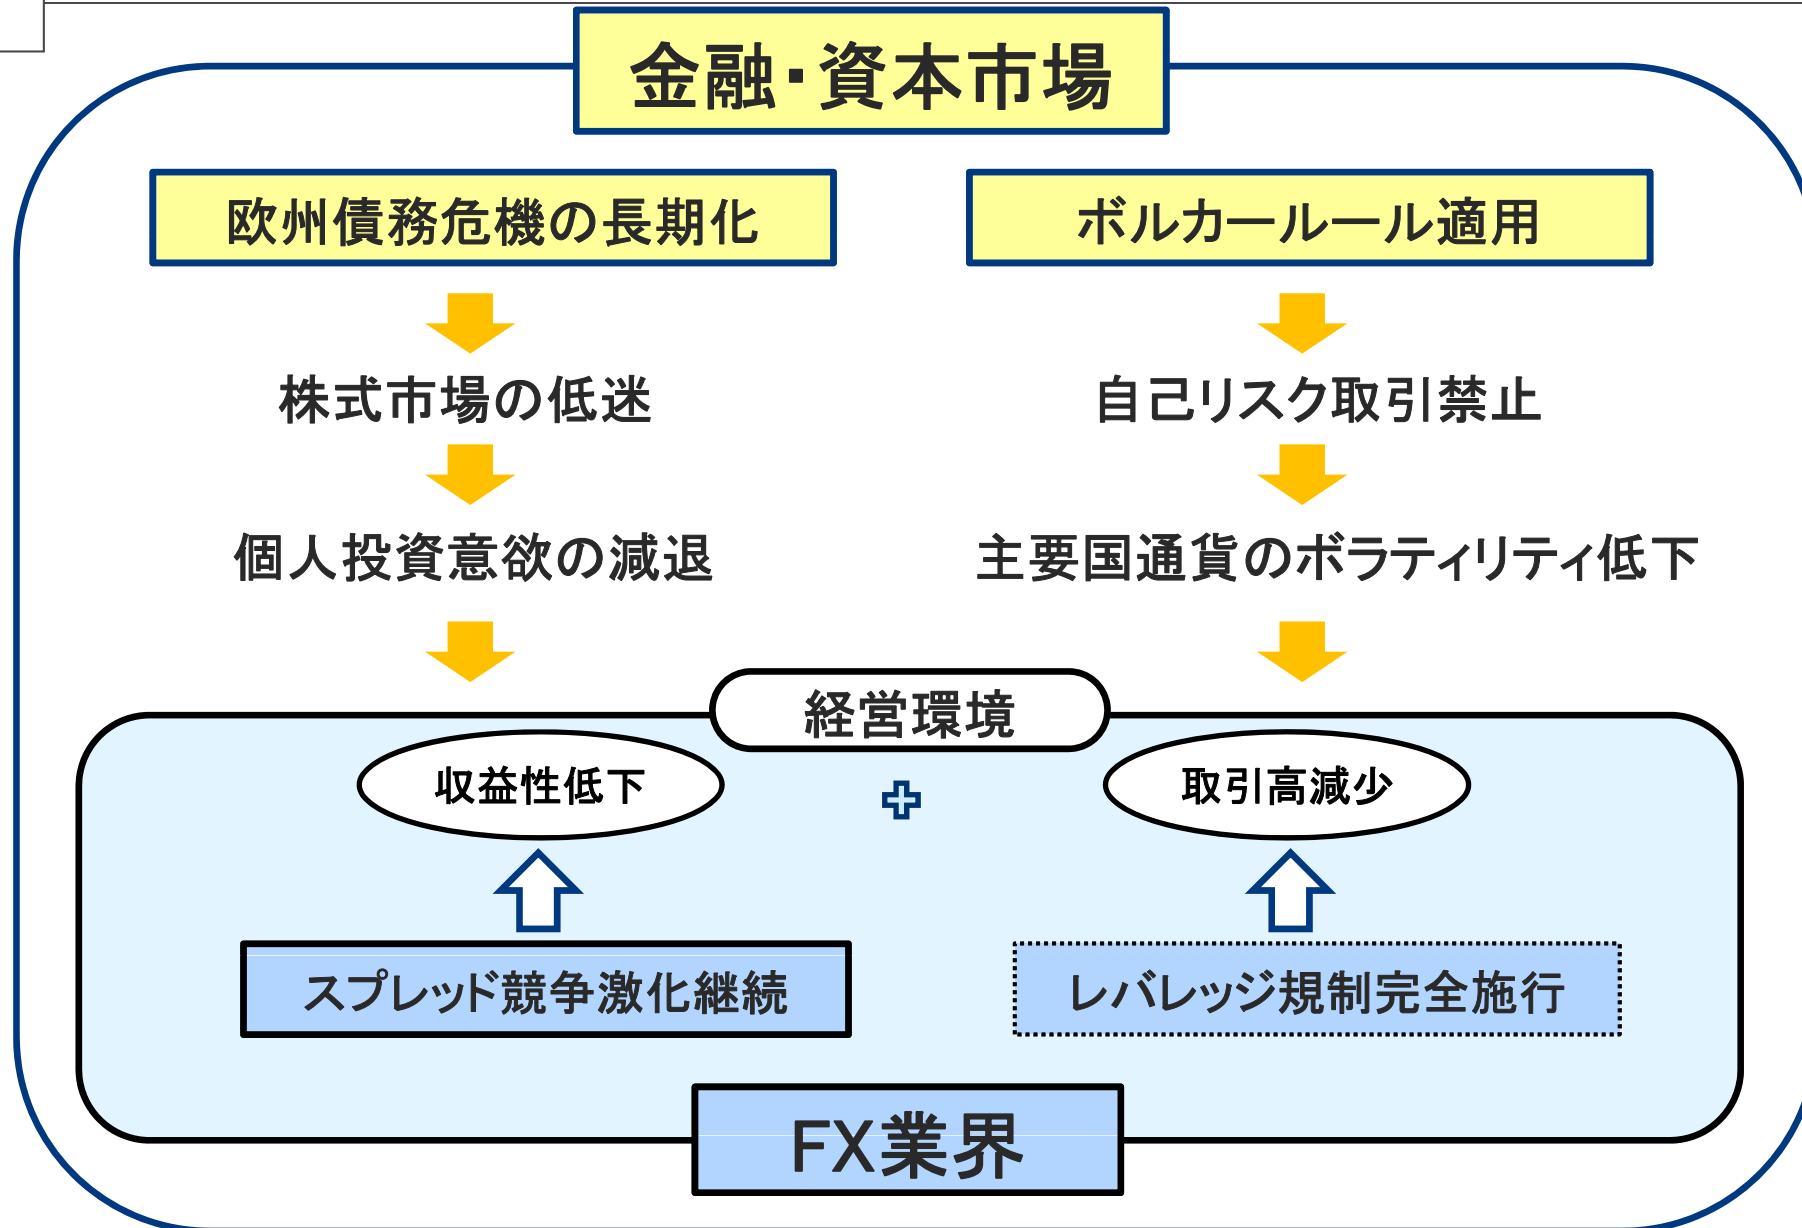 金融・資本市場
欧州債務危機の長期化
ボルカールール適用
株式市場の低迷
自己リスク取引禁止
個人投資意欲の減退
主要国通貨のボラティリティ低下
経営環境
収益性低下
取引高減少
スプレッド競争激化継続
レバレッジ規制完全施行
FX業界